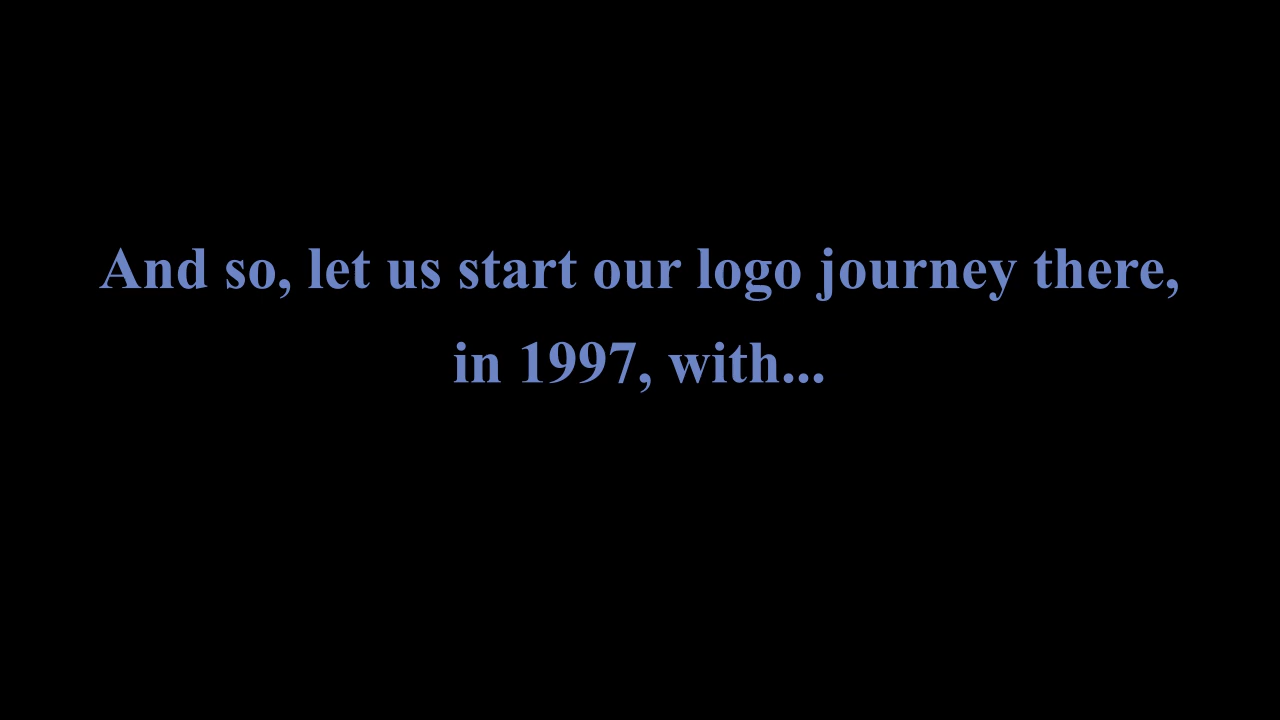 And so, let us start our logo journey there,
in 1997, with...